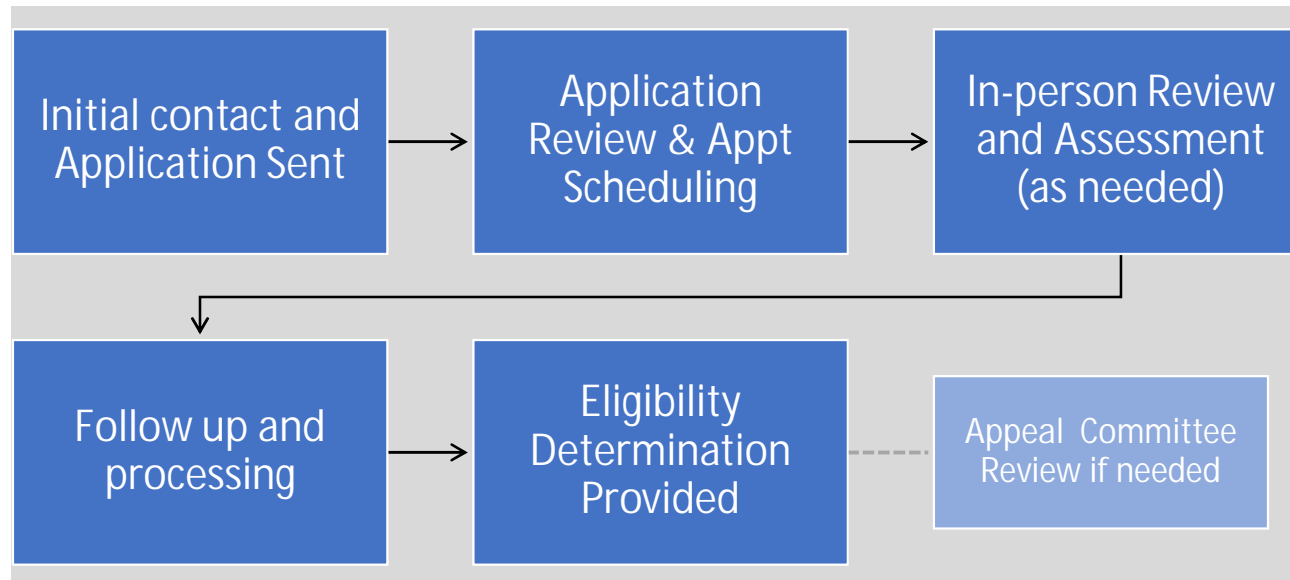 Initial contact and
Application Sent
Application
Review & Appt
Scheduling
In-person Review
and Assessment
(as needed)
Follow up and
processing
Eligibility
Determination
Provided
Appeal Committee
Review if needed